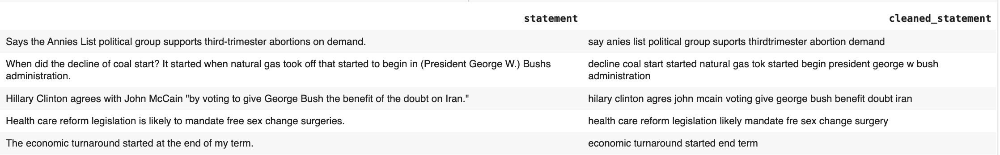 statement cleaned_statement
Says the Annies List political group supports third-trimester abortions on demand. say anies list political group suports thirdtrimester abortion demand
When did the decline of coal start? It started when natural gas took off that started to begin in (President George W.) Bushs decline coal start started natural gas tok started begin president george w bush
administration. administration
Hillary Clinton agrees with John McCain "by voting to give George Bush the benefit of the doubt on Iran." hilary clinton agres john mcain voting give george bush benefit doubt iran
Health care reform legislation is likely to mandate free sex change surgeries. health care reform legislation likely mandate fre sex change surgery
The economic turnaround started at the end of my term. economic turnaround started end term